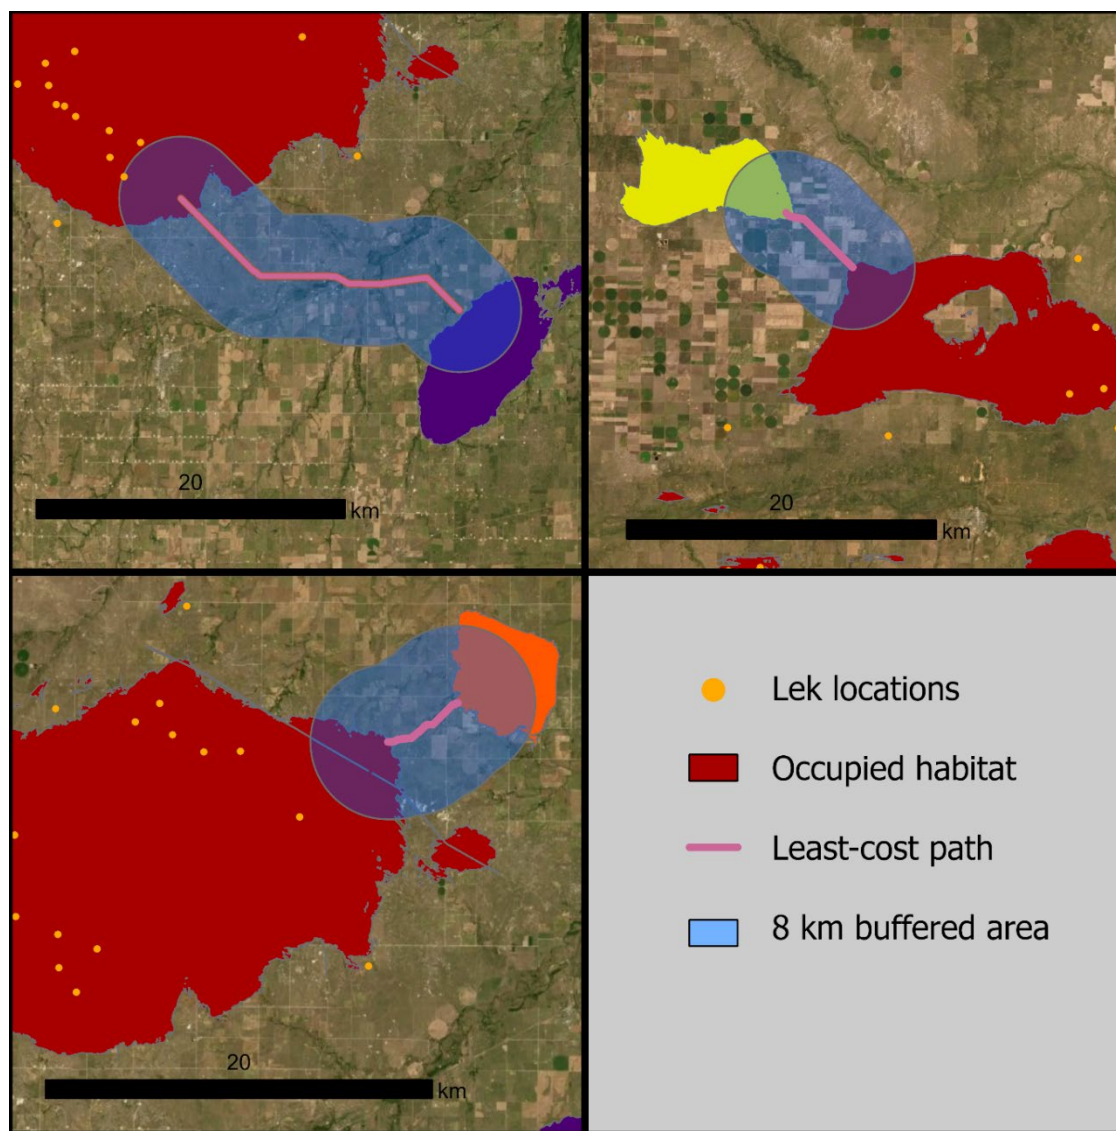 20
km
20
km
20
km
Lek locations
Occupied habitat
Least-cost path
8 km buffered area